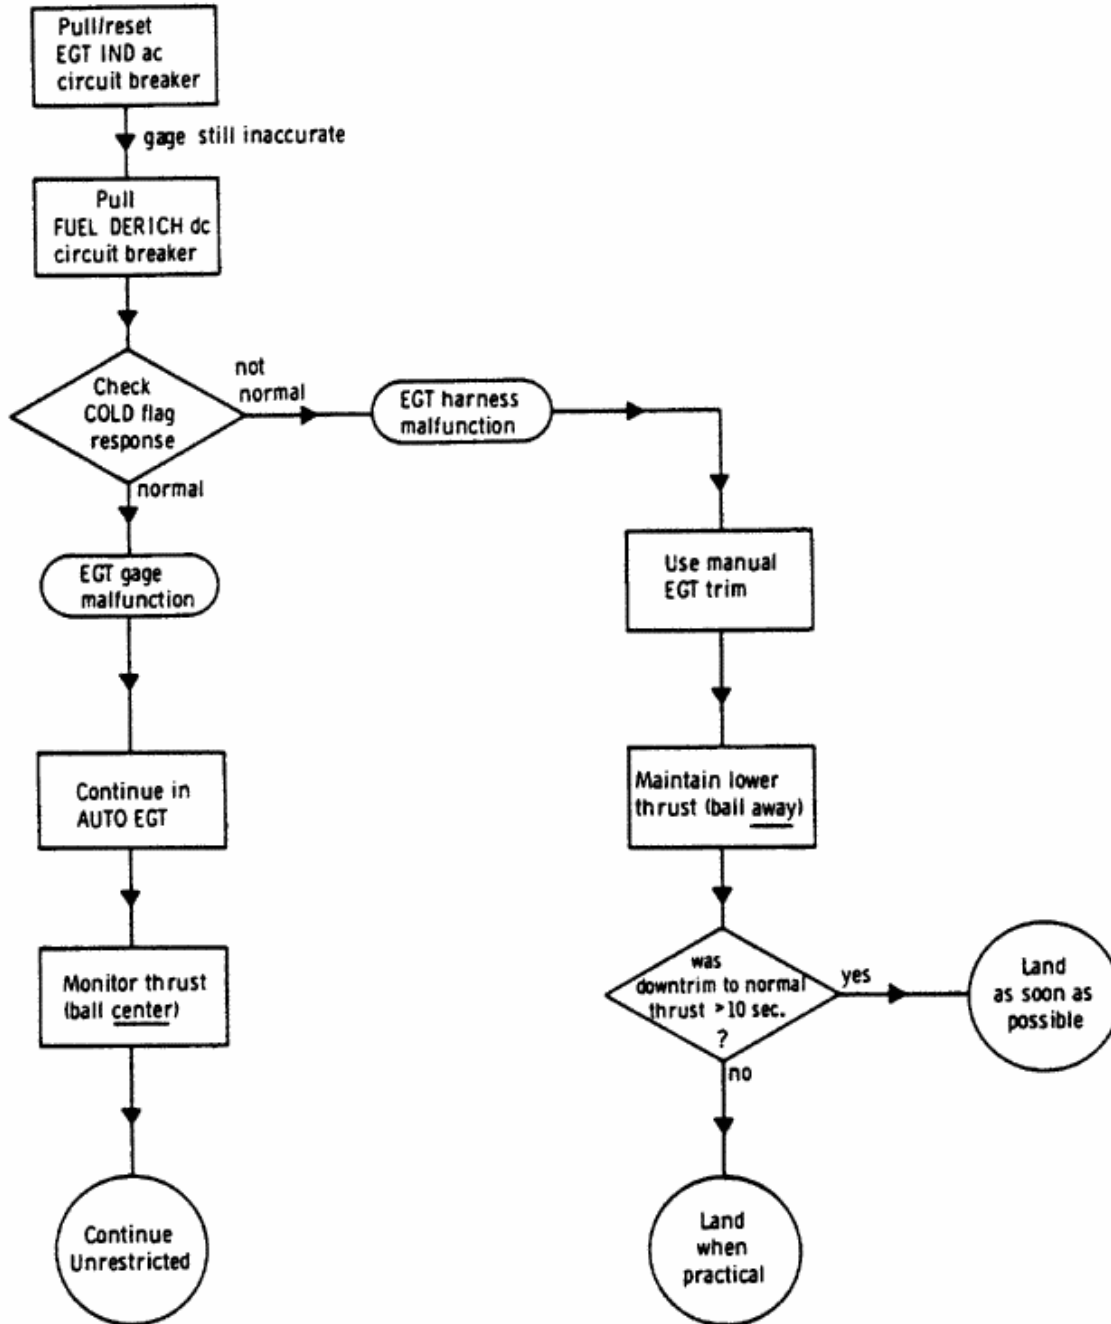 Pull/reset
EGT IND ac
circuit breaker
gage still inaccurate
Pull
FUEL DERICH dc
circuit breaker
Check
COLD flag
response
not
normal
EGT harness
malfunction
normal
EGT gage
malfunction
Use manual
EGT trim
Continue in
AUTO EGT
Maintain lower
thrust (ball away)
Monitor thrust
(ball center)
was
downtrim to normal
thrust >10 sec.
?
yes
Land
as soon as
possible
no
Continue
Unrestricted
Land
when
practical